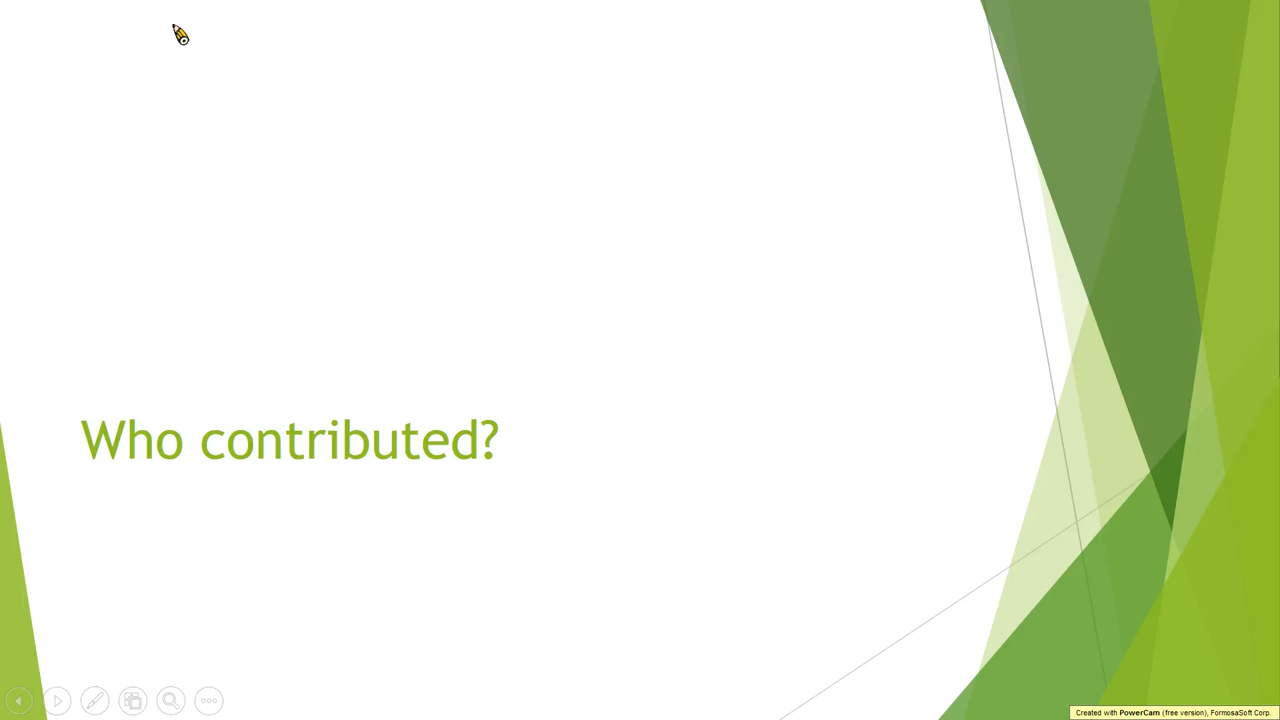 Who contributed?
Created with PowerCam (free version), FormosaSoft Corp.